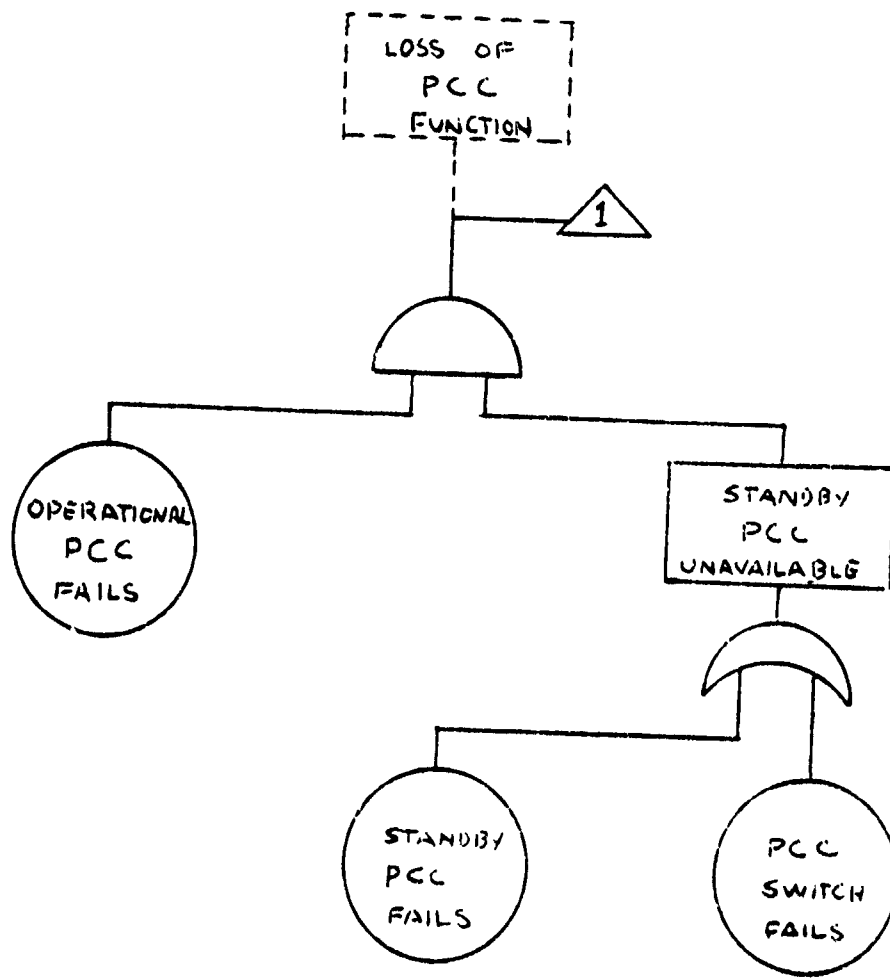 LOSS OF
PCC
FUNCTION
1
OPERATIONAL
PCC
FAILS
STANDBY
PCC
UNAVAILABLE
STANDBY
PCC
FAILS
PCC
SWITCH
FAILS